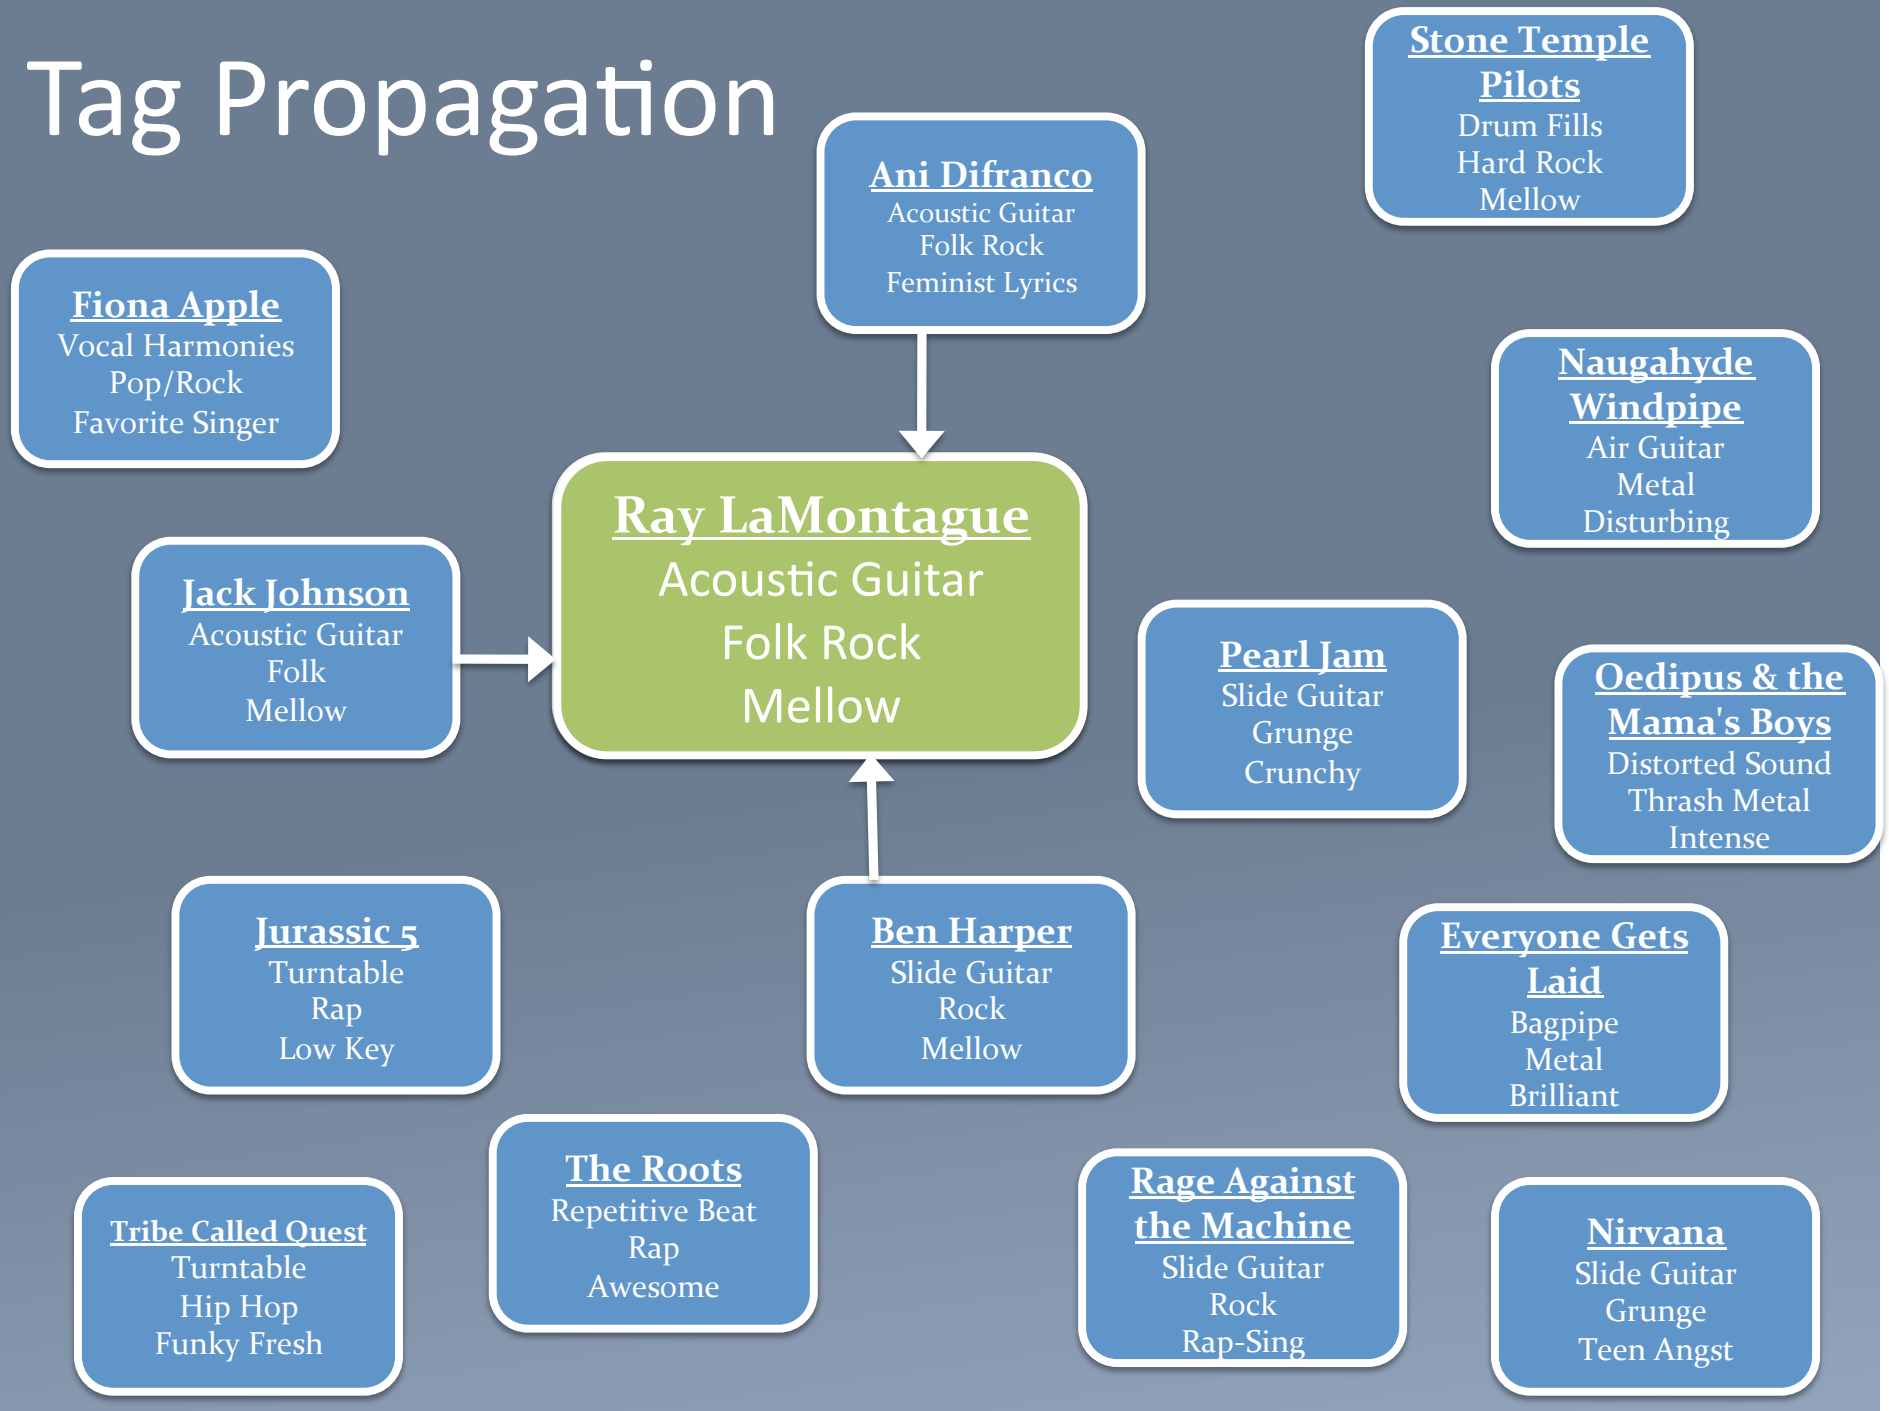 Tag Propagation
Stone Temple
Pilots
Drum Fills
Hard Rock
Mellow
Ani Difranco
Acoustic Guitar
Folk Rock
Feminist Lyrics
Fiona Apple
Vocal Harmonies
Pop/Rock
Favorite Singer
Naugahyde
Windpipe
Air Guitar
Metal
Disturbing
Ray LaMontague
Acoustic Guitar
Folk Rock
Mellow
Jack Johnson
Acoustic Guitar
Folk
Mellow
Pearl Jam
Slide Guitar
Grunge
Crunchy
Oedipus & the
Mama's Boys
Distorted Sound
Thrash Metal
Intense
Jurassic 5
Turntable
Rap
Low Key
Ben Harper
Slide Guitar
Rock
Mellow
Everyone Gets
Laid
Bagpipe
Metal
Brilliant
The Roots
Repetitive Beat
Rap
Awesome
Tribe Called Quest
Turntable
Hip Hop
Funky Fresh
Rage Against
the Machine
Slide Guitar
Rock
Rap-Sing
Nirvana
Slide Guitar
Grunge
Teen Angst